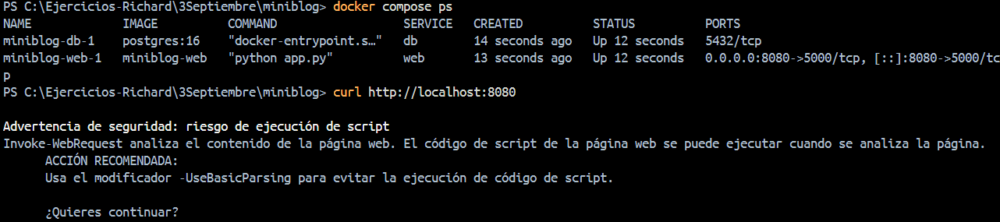 PS C:\Ejercicios-Richard\3Septiembre\miniblog> docker compose ps
NAME             IMAGE          COMMAND                  SERVICE   CREATED          STATUS          PORTS
miniblog-db-1    postgres:16    "docker-entrypoint.s…"   db        14 seconds ago   Up 12 seconds   5432/tcp
miniblog-web-1   miniblog-web   "python app.py"          web       13 seconds ago   Up 12 seconds   0.0.0.0:8080->5000/tcp, [::]:8080->5000/tc
p
PS C:\Ejercicios-Richard\3Septiembre\miniblog> curl http://localhost:8080
Advertencia de seguridad: riesgo de ejecución de script
Invoke-WebRequest analiza el contenido de la página web. El código de script de la página web se puede ejecutar cuando se analiza la página.
      ACCIÓN RECOMENDADA:
      Usa el modificador -UseBasicParsing para evitar la ejecución de código de script.
      ¿Quieres continuar?